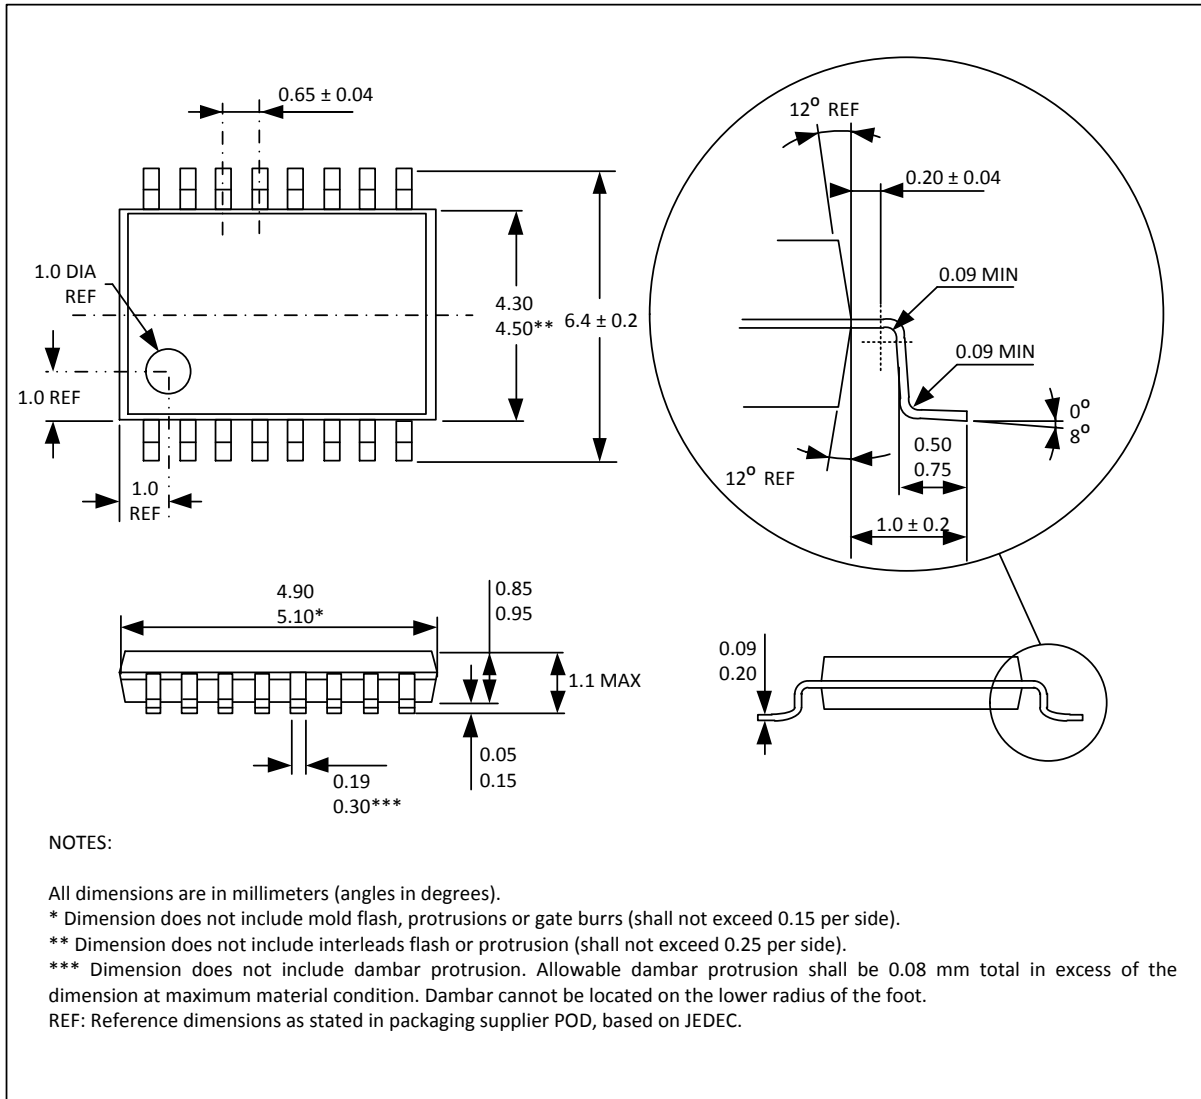 0.65 ± 0.04
1.0 DIA
REF
1.0 REF
1.0
REF
4.30
4.50**
6.4 ± 0.2
12° REF
0.20 ± 0.04
0.09 MIN
0.09 MIN
0°
8°
0.50
0.75
12° REF
1.0 ± 0.2
4.90
5.10*
0.85
0.95
1.1 MAX
0.05
0.15
0.19
0.30***
0.09
0.20
NOTES:
All dimensions are in millimeters (angles in degrees).
* Dimension does not include mold flash, protrusions or gate burrs (shall not exceed 0.15 per side).
** Dimension does not include interleads flash or protrusion (shall not exceed 0.25 per side).
*** Dimension does not include dambar protrusion. Allowable dambar protrusion shall be 0.08 mm total in excess of the
dimension at maximum material condition. Dambar cannot be located on the lower radius of the foot.
REF: Reference dimensions as stated in packaging supplier POD, based on JEDEC.